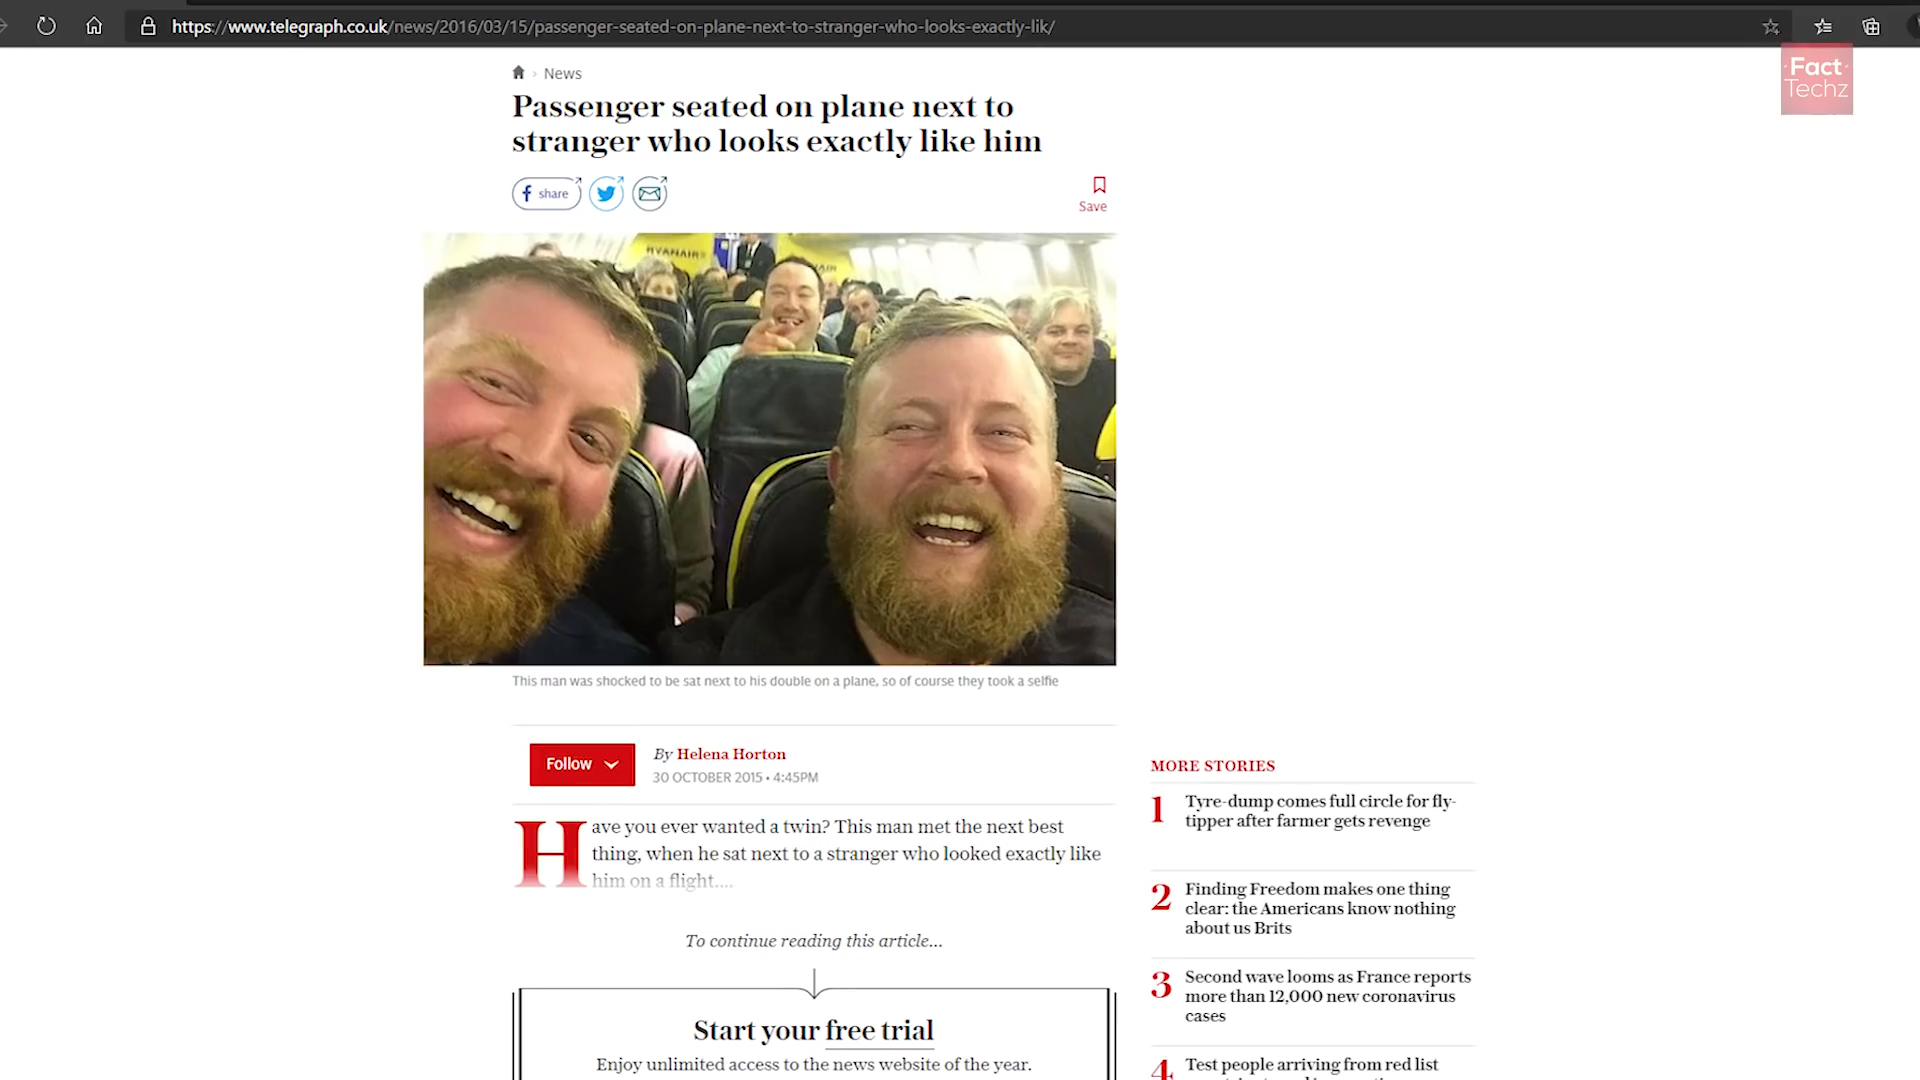 https://www.telegraph.co.uk/news/2016/03/15/passenger-seated-on-plane-next-to-stranger-who-looks-exactly-lik/
Fact
Techz
News
Passenger seated on plane next to
stranger who looks exactly like him
share
Save
RYANAIR
This man was shocked to be sat next to his double on a plane, so of course they took a selfie
Follow
By Helena Horton
30 OCTOBER 2015 • 4:45PM
Have you ever wanted a twin? This man met the next best
thing, when he sat next to a stranger who looked exactly like
him on a flight....
To continue reading this article...
Start your free trial
Enjoy unlimited access to the news website of the year.
MORE STORIES
1 Tyre-dump comes full circle for fly-
tipper after farmer gets revenge
2 Finding Freedom makes one thing
clear: the Americans know nothing
about us Brits
3 Second wave looms as France reports
more than 12,000 new coronavirus
cases
4 Test people arriving from red list